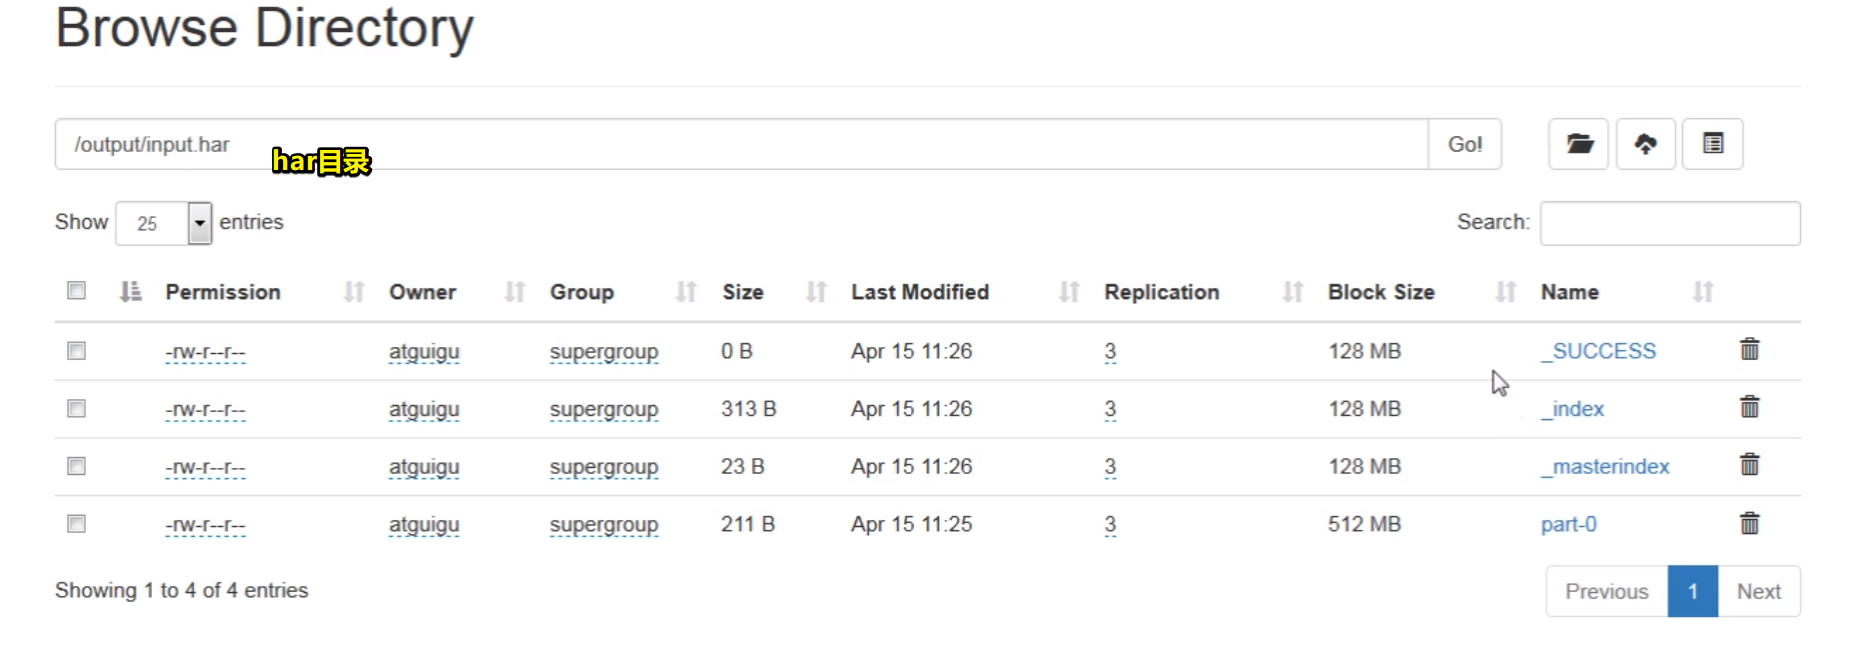 Browse Directory
/output/input.har
Go!
har目录
Show 25 entries
Search:
Permission Owner Group Size Last Modified Replication Block Size Name
-rw-r--r-- atguigu supergroup 0 B Apr 15 11:26 3 128 MB _SUCCESS
-rw-r--r-- atguigu supergroup 313 B Apr 15 11:26 3 128 MB _index
-rw-r--r-- atguigu supergroup 23 B Apr 15 11:26 3 128 MB _masterindex
-rw-r--r-- atguigu supergroup 211 B Apr 15 11:25 3 512 MB part-0
Showing 1 to 4 of 4 entries
Previous 1 Next